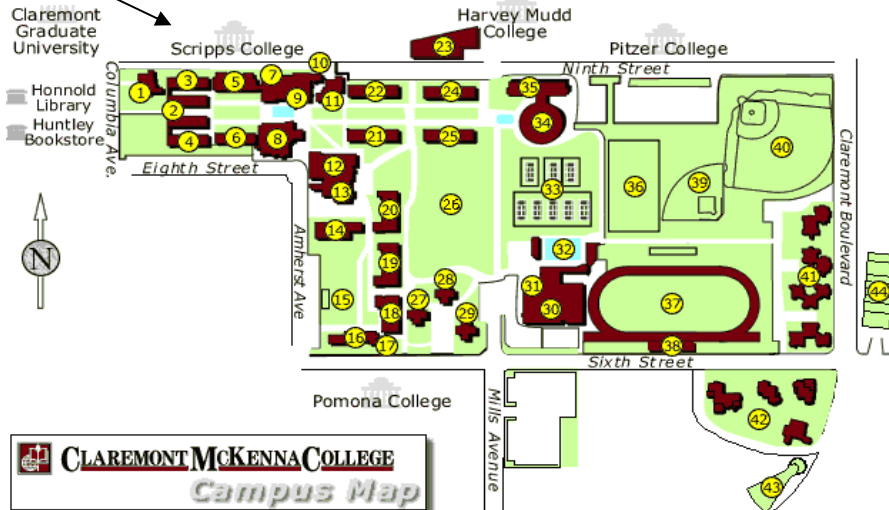 Claremont
Graduate
University
Scripps College
Harvey Mudd
College
Pitzer College
Ninth Street
Honnold
Library
Huntley
Bookstore
Columbia Ave.
Eighth Street
Amherst Ave
Claremont Boulevard
Sixth Street
Mills Avenue
Pomona College
N
1
2
3
4
5
6
7
8
9
10
11
12
13
14
15
16
17
18
19
20
21
22
23
24
25
26
27
28
29
30
31
32
33
34
35
36
37
38
39
40
41
42
43
44
CLAREMONT MCKENNA COLLEGE
Campus Map